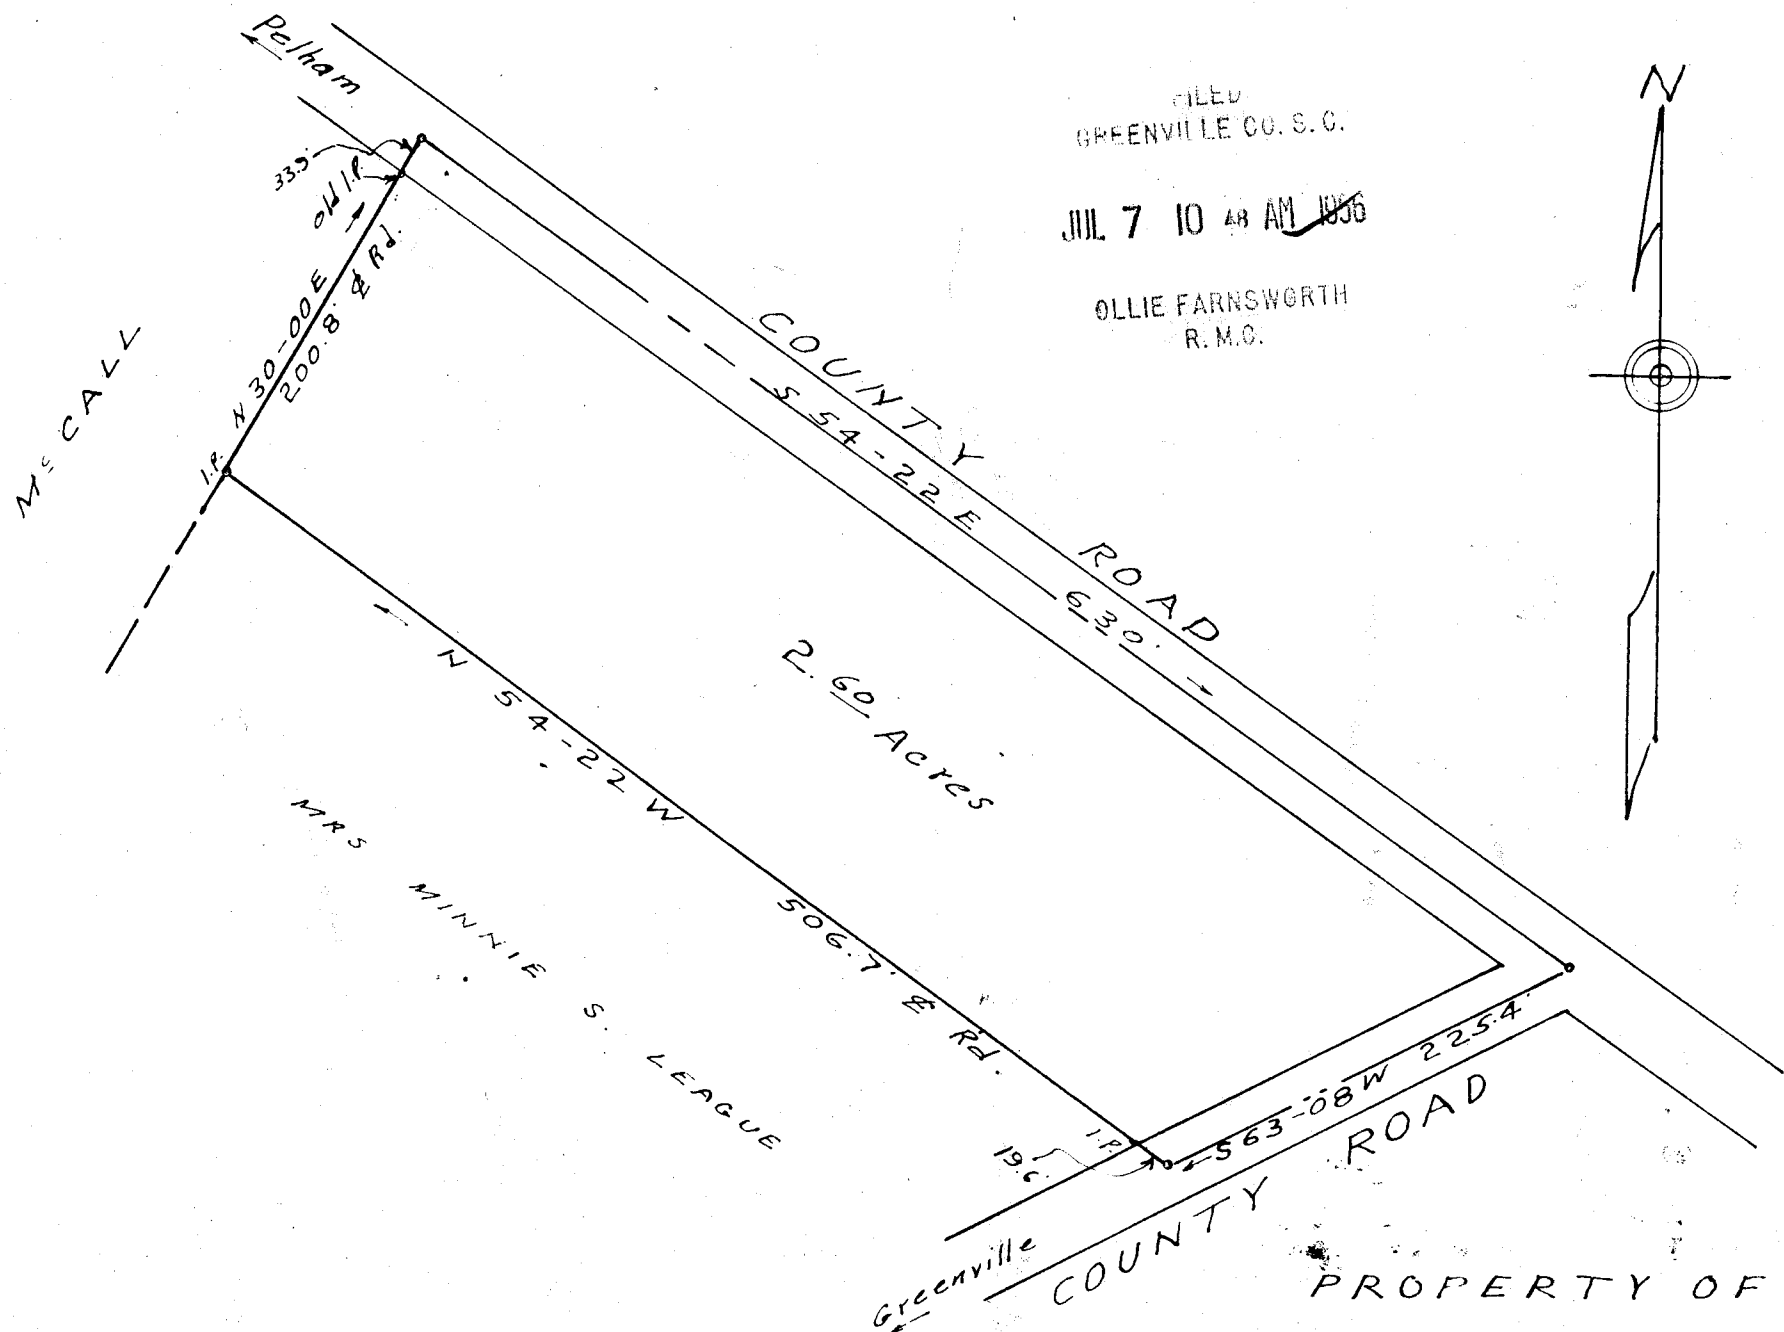 Pelham
FILED
GREENVILLE CO. S. C.
JUL 7 10 48 AM 1956
OLLIE FARNSWORTH
R. M. C.
N
33.9'
old I.P.
N 30-00 E
200.8' ℄ Rd.
McCALL
I.P.
COUNTY ROAD
S 54-22 E
630'
2.60 Acres
N 54-22 W
506.7' ℄ Rd.
MRS MINNIE S. LEAGUE
I.P.
19.6'
S 63-08 W 225.4'
COUNTY ROAD
Greenville
PROPERTY OF